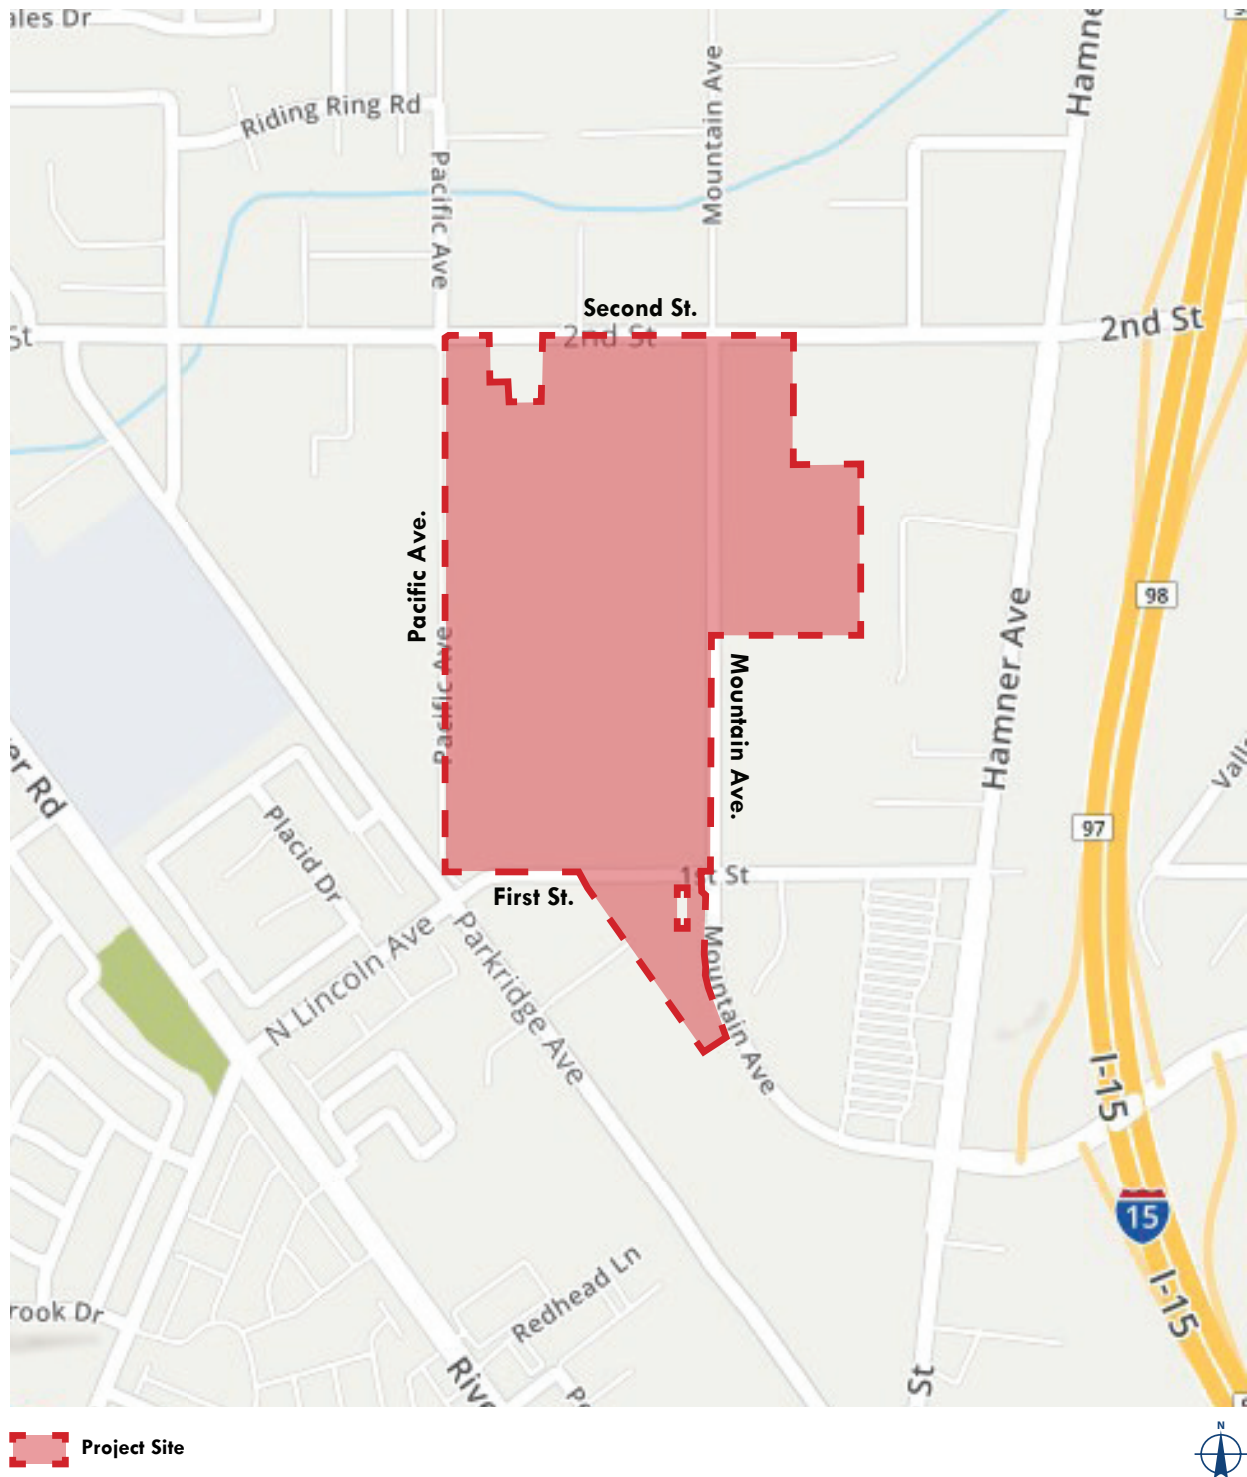 ales Dr
Hamne
Riding Ring Rd
Mountain Ave
Pacific Ave
Second St.
2nd St
2nd St
St
Pacific Ave.
98
Pacific Ave
Hamner Ave
Mountain Ave.
er Rd
Valle
97
Placid Dr
1st St
First St.
N Lincoln Ave
Parkridge Ave
Mountain Ave
I-15
15
I-15
Redhead Ln
rook Dr
Rive
St
Project Site
N